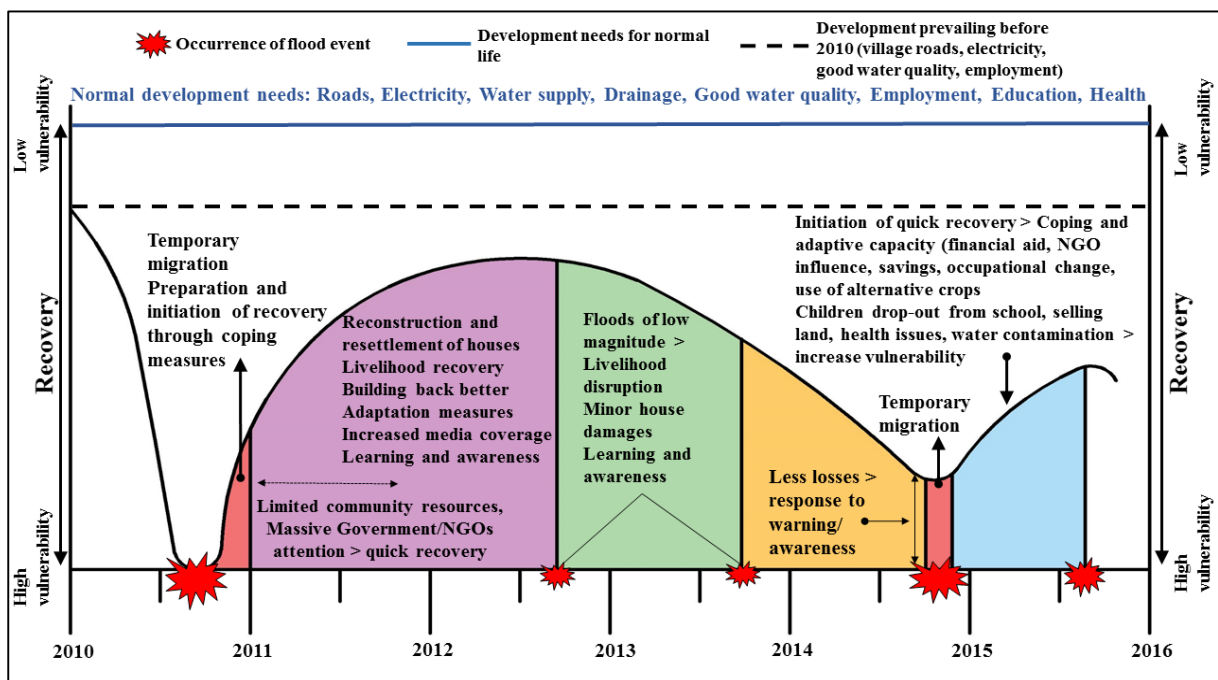 Occurrence of flood event
Development needs for normal
life
Development prevailing before
2010 (village roads, electricity,
good water quality, employment)
Normal development needs: Roads, Electricity, Water supply, Drainage, Good water quality, Employment, Education, Health
Low
vulnerability
Recovery
High
vulnerability
Temporary
migration
Preparation and
initiation of recovery
through coping
measures
Reconstruction and
resettlement of houses
Livelihood recovery
Building back better
Adaptation measures
Increased media coverage
Learning and awareness
Limited community resources,
Massive Government/NGOs
attention > quick recovery
Floods of low
magnitude >
Livelihood
disruption
Minor house
damages
Learning and
awareness
Less losses >
response to
warning/
awareness
Temporary
migration
Initiation of quick recovery > Coping and
adaptive capacity (financial aid, NGO
influence, savings, occupational change,
use of alternative crops
Children drop-out from school, selling
land, health issues, water contamination >
increase vulnerability
Low
vulnerability
Recovery
High
vulnerability
2010 2011 2012 2013 2014 2015 2016